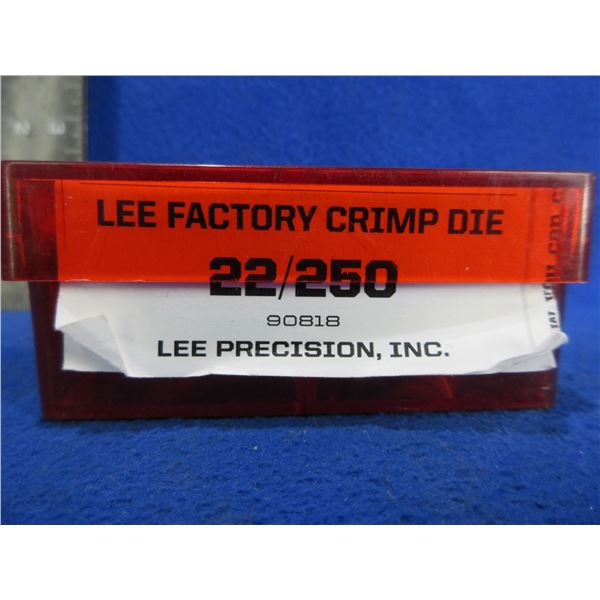 LEE FACTORY CRIMP DIE
22/250
90818
LEE PRECISION, INC.